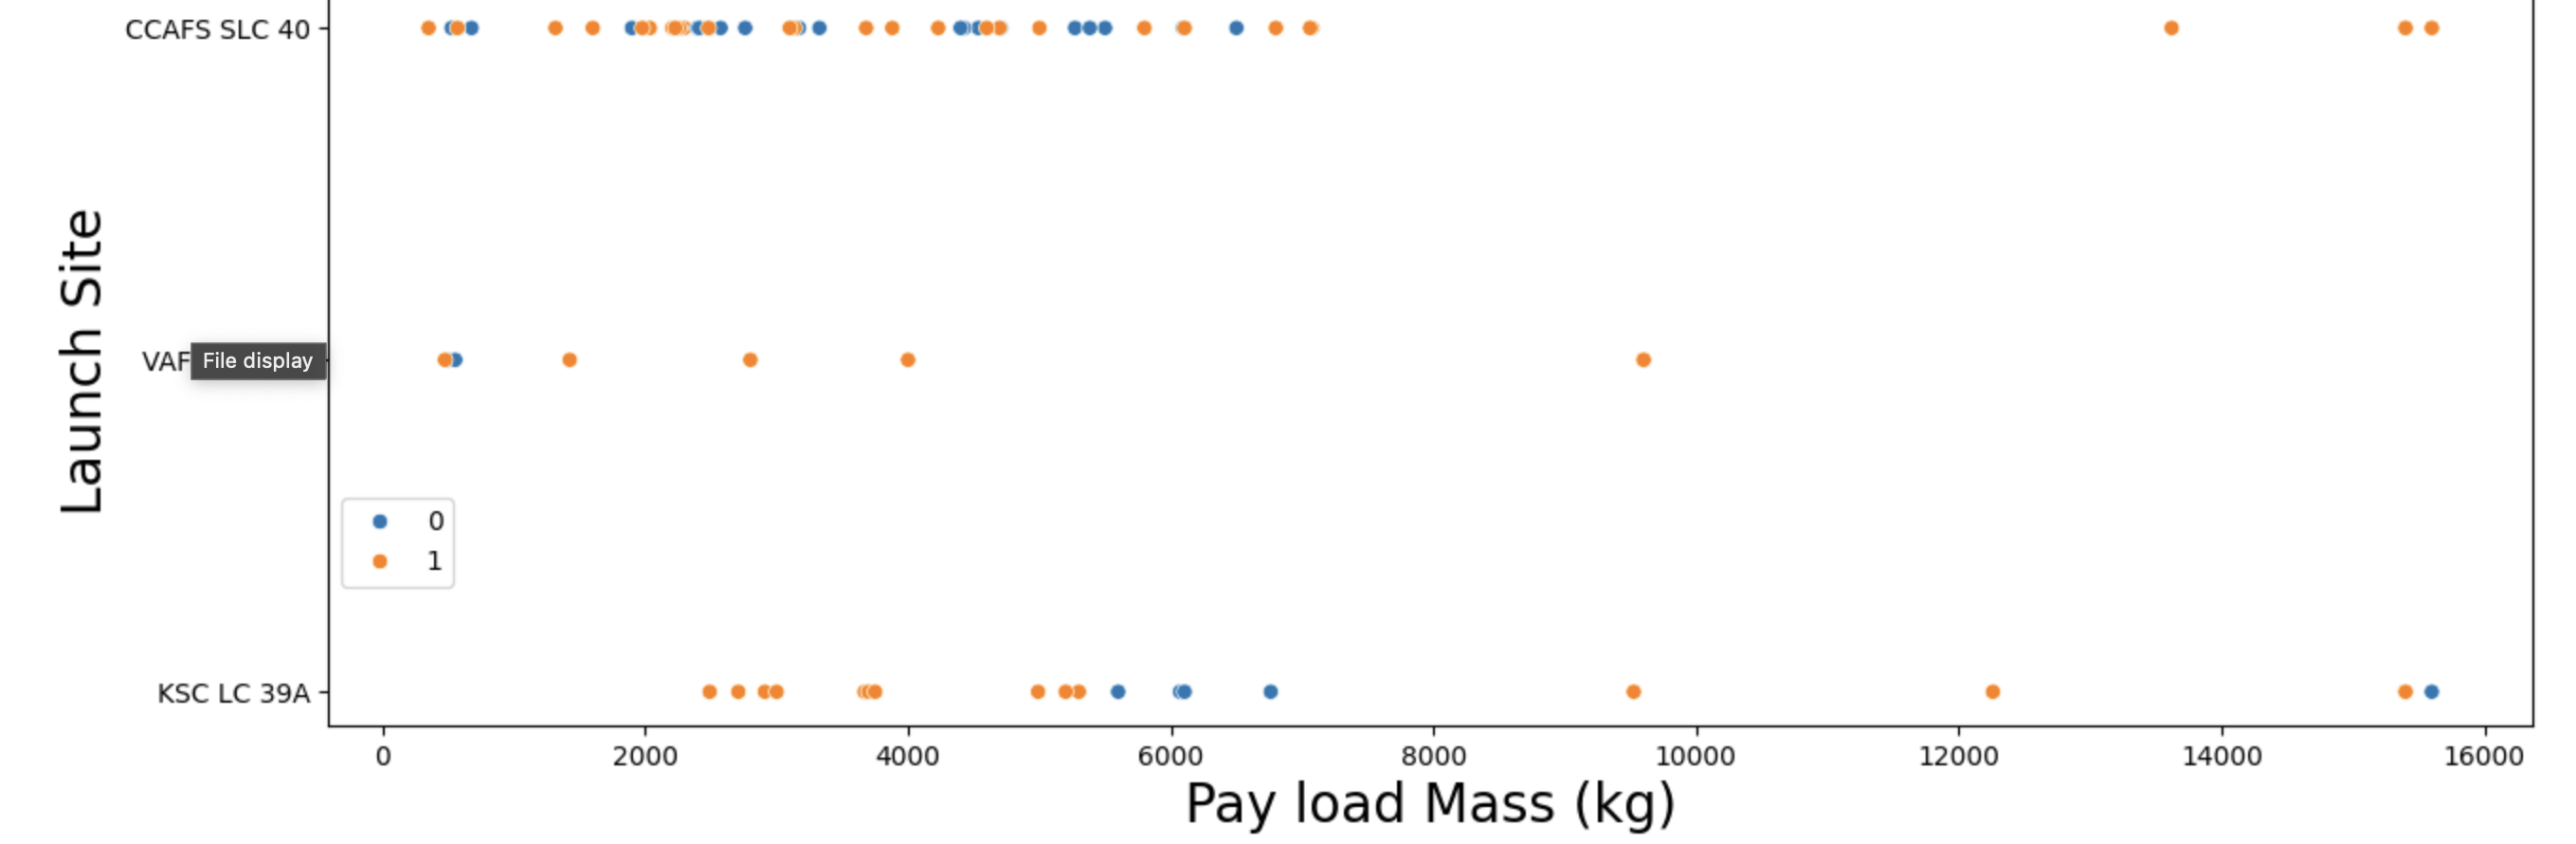 CCAFS SLC 40
Launch Site
VAF
File display
0
1
KSC LC 39A
0 2000 4000 6000 8000 10000 12000 14000 16000
Pay load Mass (kg)